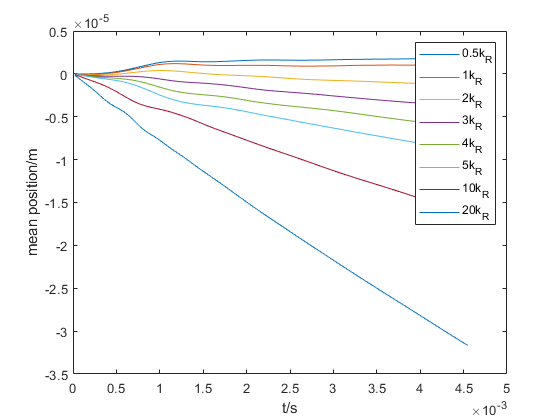 ×10⁻⁵
0.5
0
-0.5
-1
-1.5
-2
-2.5
-3
-3.5
mean position/m
0.5k_R
1k_R
2k_R
3k_R
4k_R
5k_R
10k_R
20k_R
0 0.5 1 1.5 2 2.5 3 3.5 4 4.5 5
t/s
×10⁻³